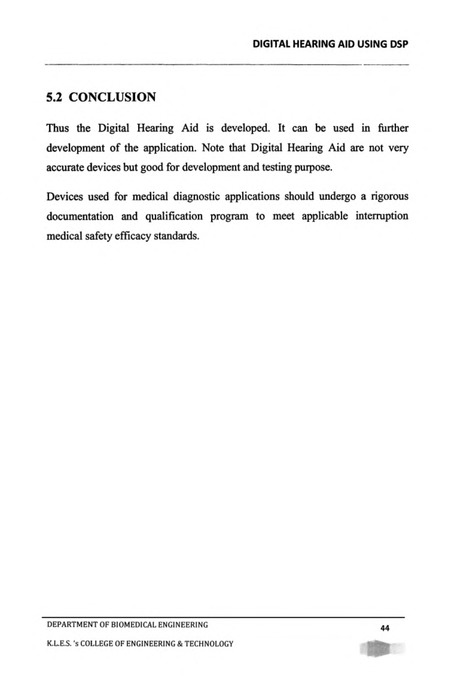 DIGITAL HEARING AID USING DSP
5.2 CONCLUSION
Thus the Digital Hearing Aid is developed. It can be used in further
development of the application. Note that Digital Hearing Aid are not very
accurate devices but good for development and testing purpose.
Devices used for medical diagnostic applications should undergo a rigorous
documentation and qualification program to meet applicable interruption
medical safety efficacy standards.
DEPARTMENT OF BIOMEDICAL ENGINEERING
44
K.L.E.S. 's COLLEGE OF ENGINEERING & TECHNOLOGY